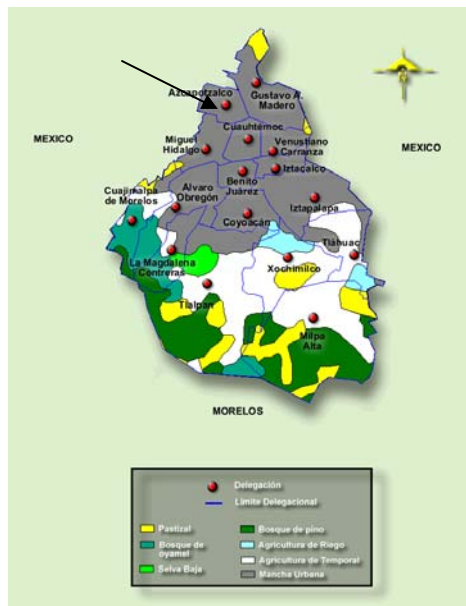 Azcapotzalco
Gustavo A.
Madero
MEXICO
Cuauhtémoc
Miguel
Hidalgo
Venustiano
Carranza
MEXICO
Iztacalco
Benito
Juárez
Cuajimalpa
de Morelos
Alvaro
Obregón
Iztapalapa
Coyoacán
Tláhuac
La Magdalena
Contreras
Xochimilco
Tlalpan
Milpa
Alta
MORELOS
Delegación
Límite Delegacional
Pastizal
Bosque de
oyamel
Selva Baja
Bosque de pino
Agricultura de Riego
Agricultura de Temporal
Mancha Urbana